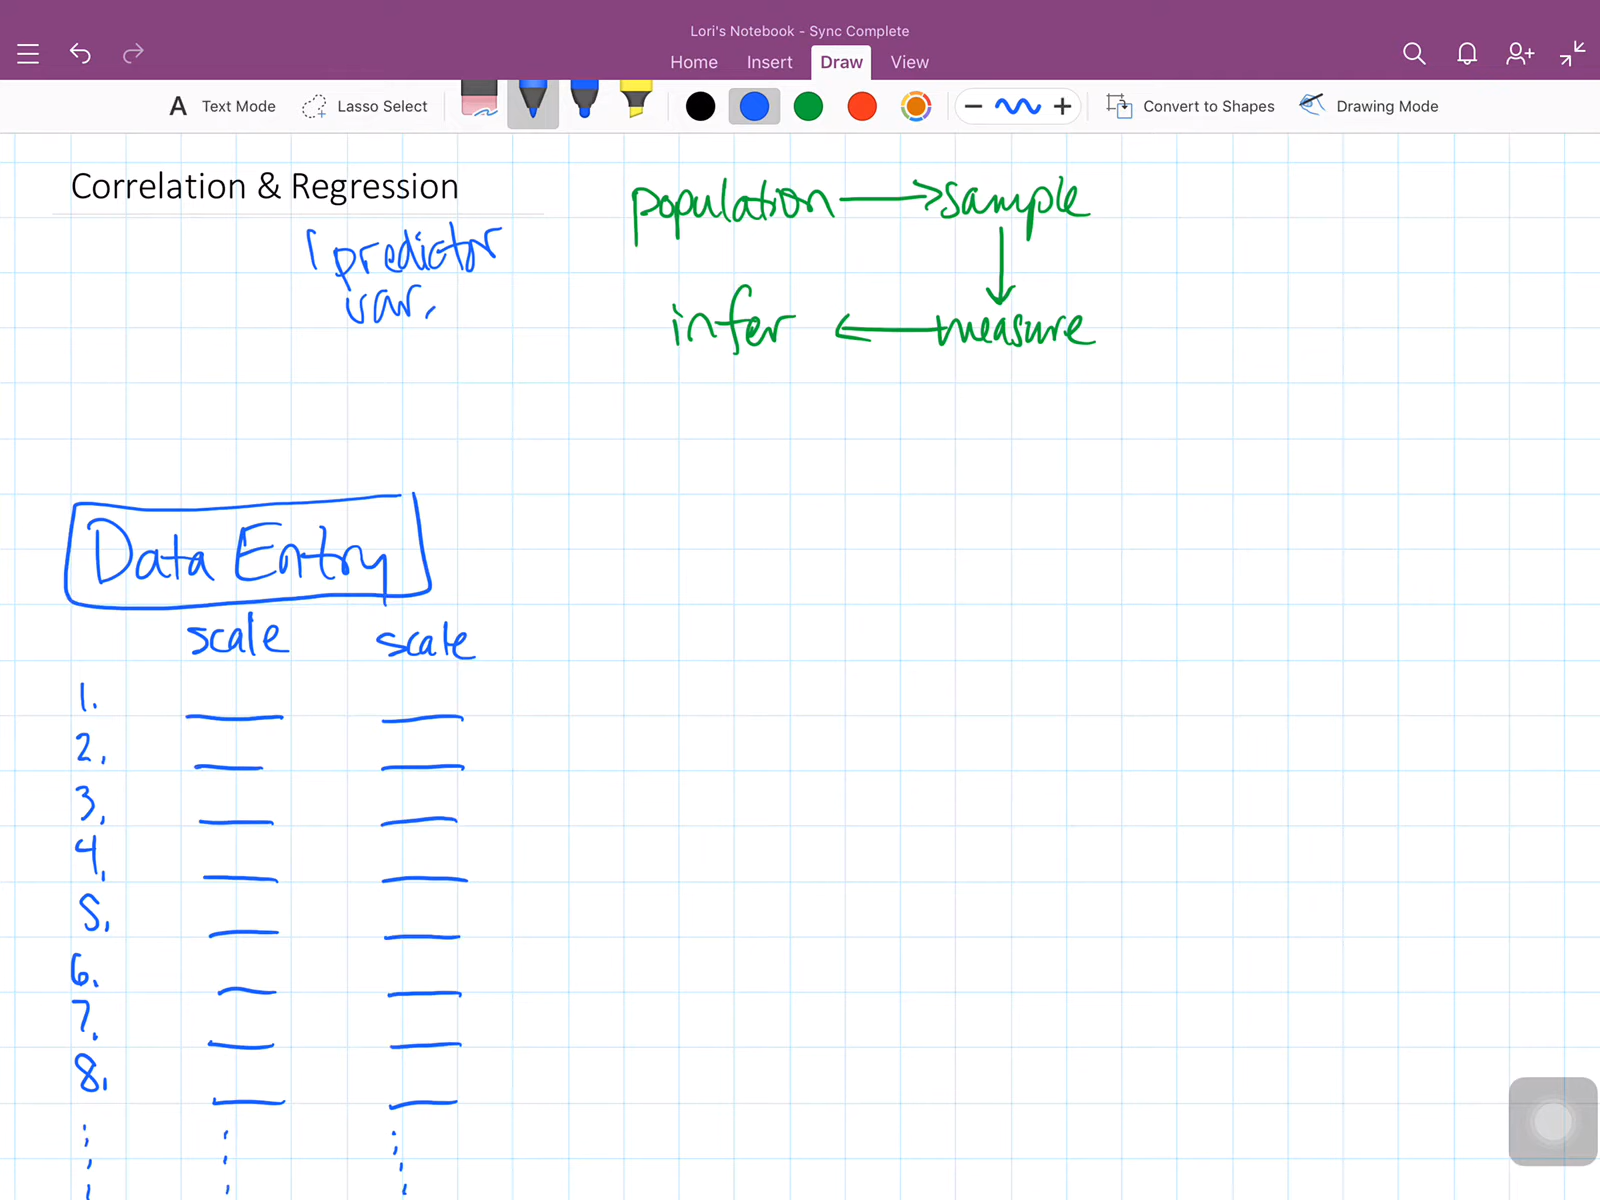 Lori's Notebook - Sync Complete
Home Insert Draw View
A Text Mode Lasso Select Convert to Shapes Drawing Mode
Correlation & Regression
1 predictor
var.
population → sample
infer ← measure
Data Entry
scale scale
1.
2.
3.
4.
5.
6.
7.
8.